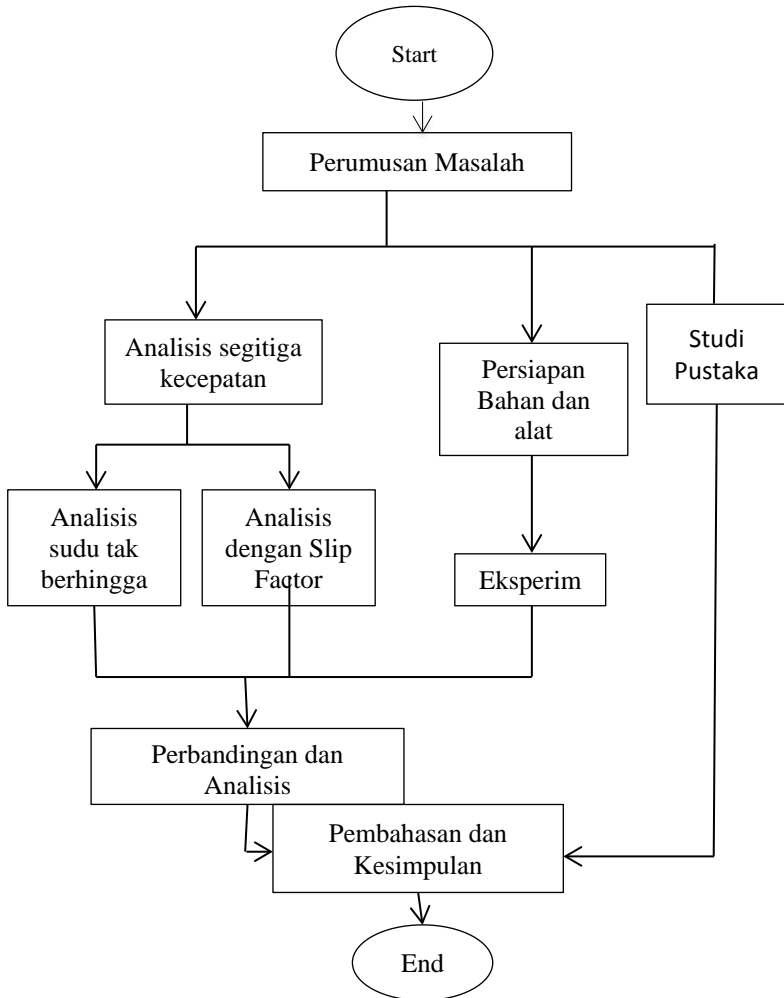 Start
Perumusan Masalah
Analisis segitiga
kecepatan
Persiapan
Bahan dan
alat
Studi
Pustaka
Analisis
sudu tak
berhingga
Analisis
dengan Slip
Factor
Eksperim
Perbandingan dan
Analisis
Pembahasan dan
Kesimpulan
End